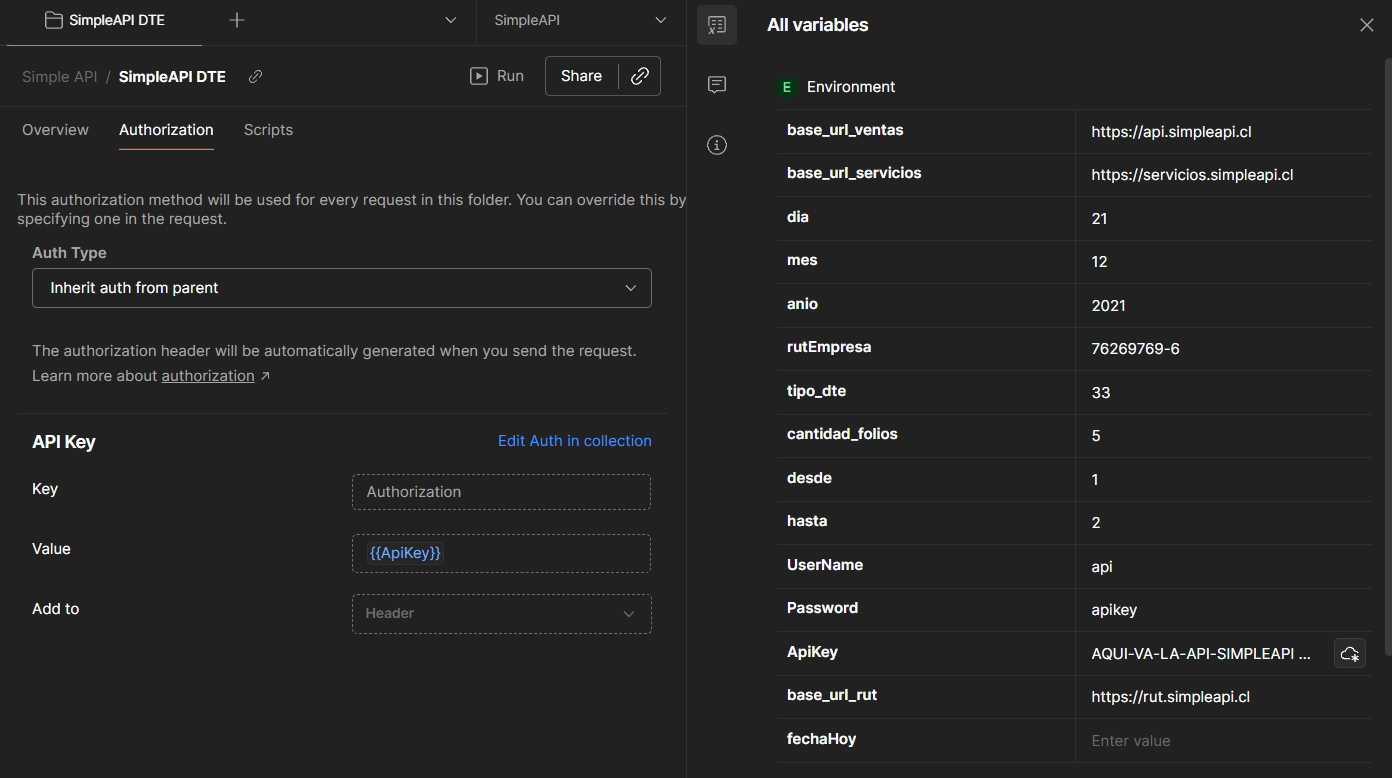 SimpleAPI DTE
SimpleAPI
Simple API / SimpleAPI DTE
Run
Share
Overview
Authorization
Scripts
This authorization method will be used for every request in this folder. You can override this by
specifying one in the request.
Auth Type
Inherit auth from parent
The authorization header will be automatically generated when you send the request.
Learn more about authorization ↗
API Key
Edit Auth in collection
Key
Authorization
Value
{{ApiKey}}
Add to
Header
All variables
E Environment
base_url_ventas https://api.simpleapi.cl
base_url_servicios https://servicios.simpleapi.cl
dia 21
mes 12
anio 2021
rutEmpresa 76269769-6
tipo_dte 33
cantidad_folios 5
desde 1
hasta 2
UserName api
Password apikey
ApiKey AQUI-VA-LA-API-SIMPLEAPI ...
base_url_rut https://rut.simpleapi.cl
fechaHoy Enter value